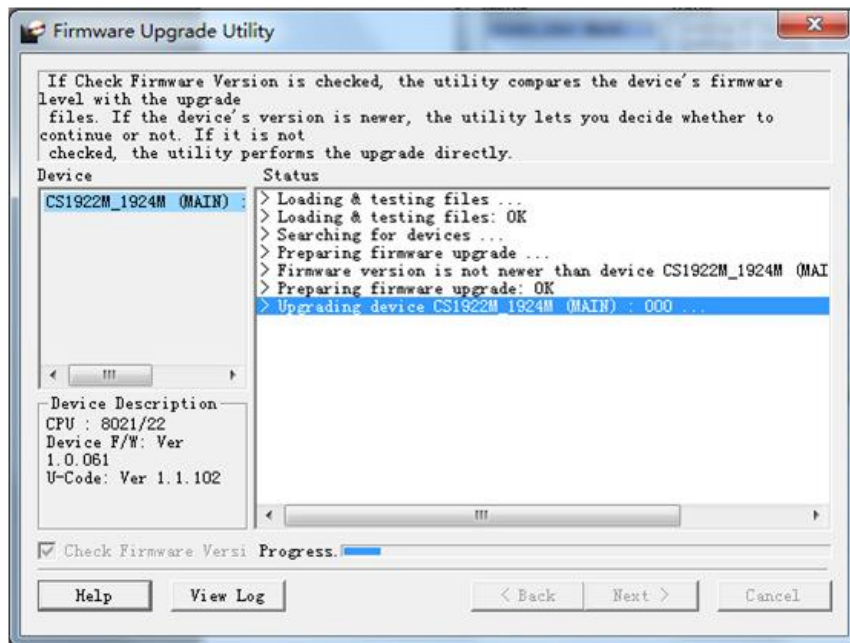 Firmware Upgrade Utility
If Check Firmware Version is checked, the utility compares the device's firmware
level with the upgrade
files. If the device's version is newer, the utility lets you decide whether to
continue or not. If it is not
checked, the utility performs the upgrade directly.
Device
Status
CS1922M_1924M (MAIN) :
> Loading & testing files ...
> Loading & testing files: OK
> Searching for devices ...
> Preparing firmware upgrade ...
> Firmware version is not newer than device CS1922M_1924M (MAI
> Preparing firmware upgrade: OK
> Upgrading device CS1922M_1924M (MAIN) : 000 ...
Device Description
CPU : 8021/22
Device F/W: Ver
1.0.061
U-Code: Ver 1.1.102
Check Firmware Versi
Progress.
Help
View Log
< Back
Next >
Cancel